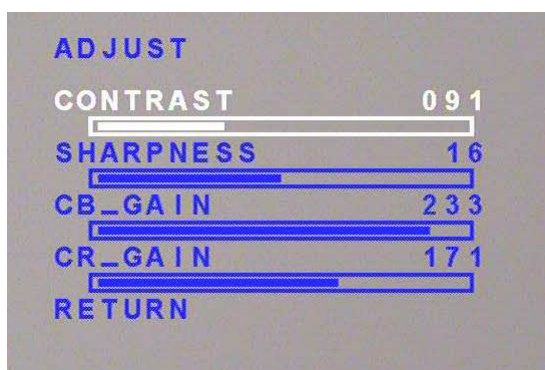 ADJUST
CONTRAST 091
SHARPNESS 16
CB_GAIN 233
CR_GAIN 171
RETURN